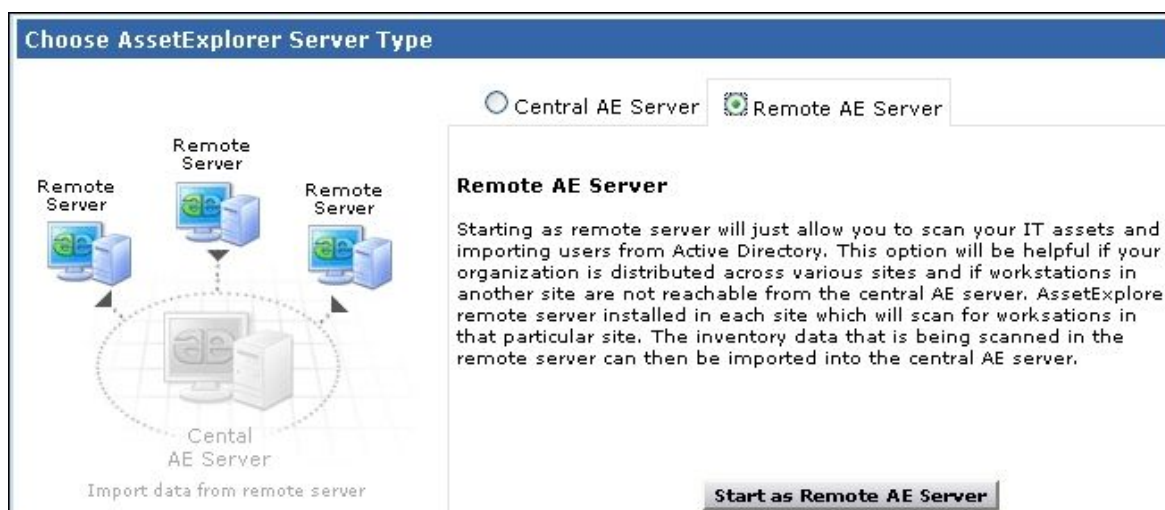 Choose AssetExplorer Server Type
Central AE Server
Remote AE Server
Remote
Server
Remote
Server
Remote
Server
ae
ae
ae
ae
Cental
AE Server
Import data from remote server
Remote AE Server
Starting as remote server will just allow you to scan your IT assets and
importing users from Active Directory. This option will be helpful if your
organization is distributed across various sites and if workstations in
another site are not reachable from the central AE server. AssetExplore
remote server installed in each site which will scan for worksations in
that particular site. The inventory data that is being scanned in the
remote server can then be imported into the central AE server.
Start as Remote AE Server